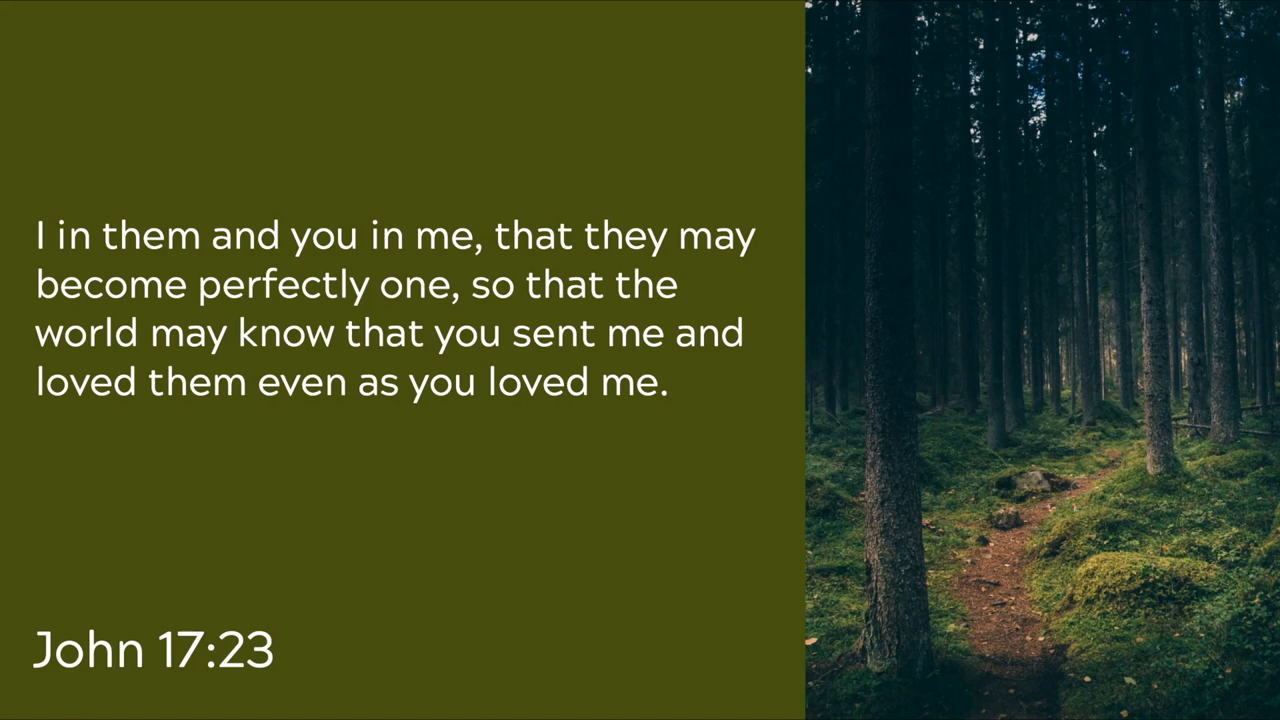 I in them and you in me, that they may
become perfectly one, so that the
world may know that you sent me and
loved them even as you loved me.
John 17:23